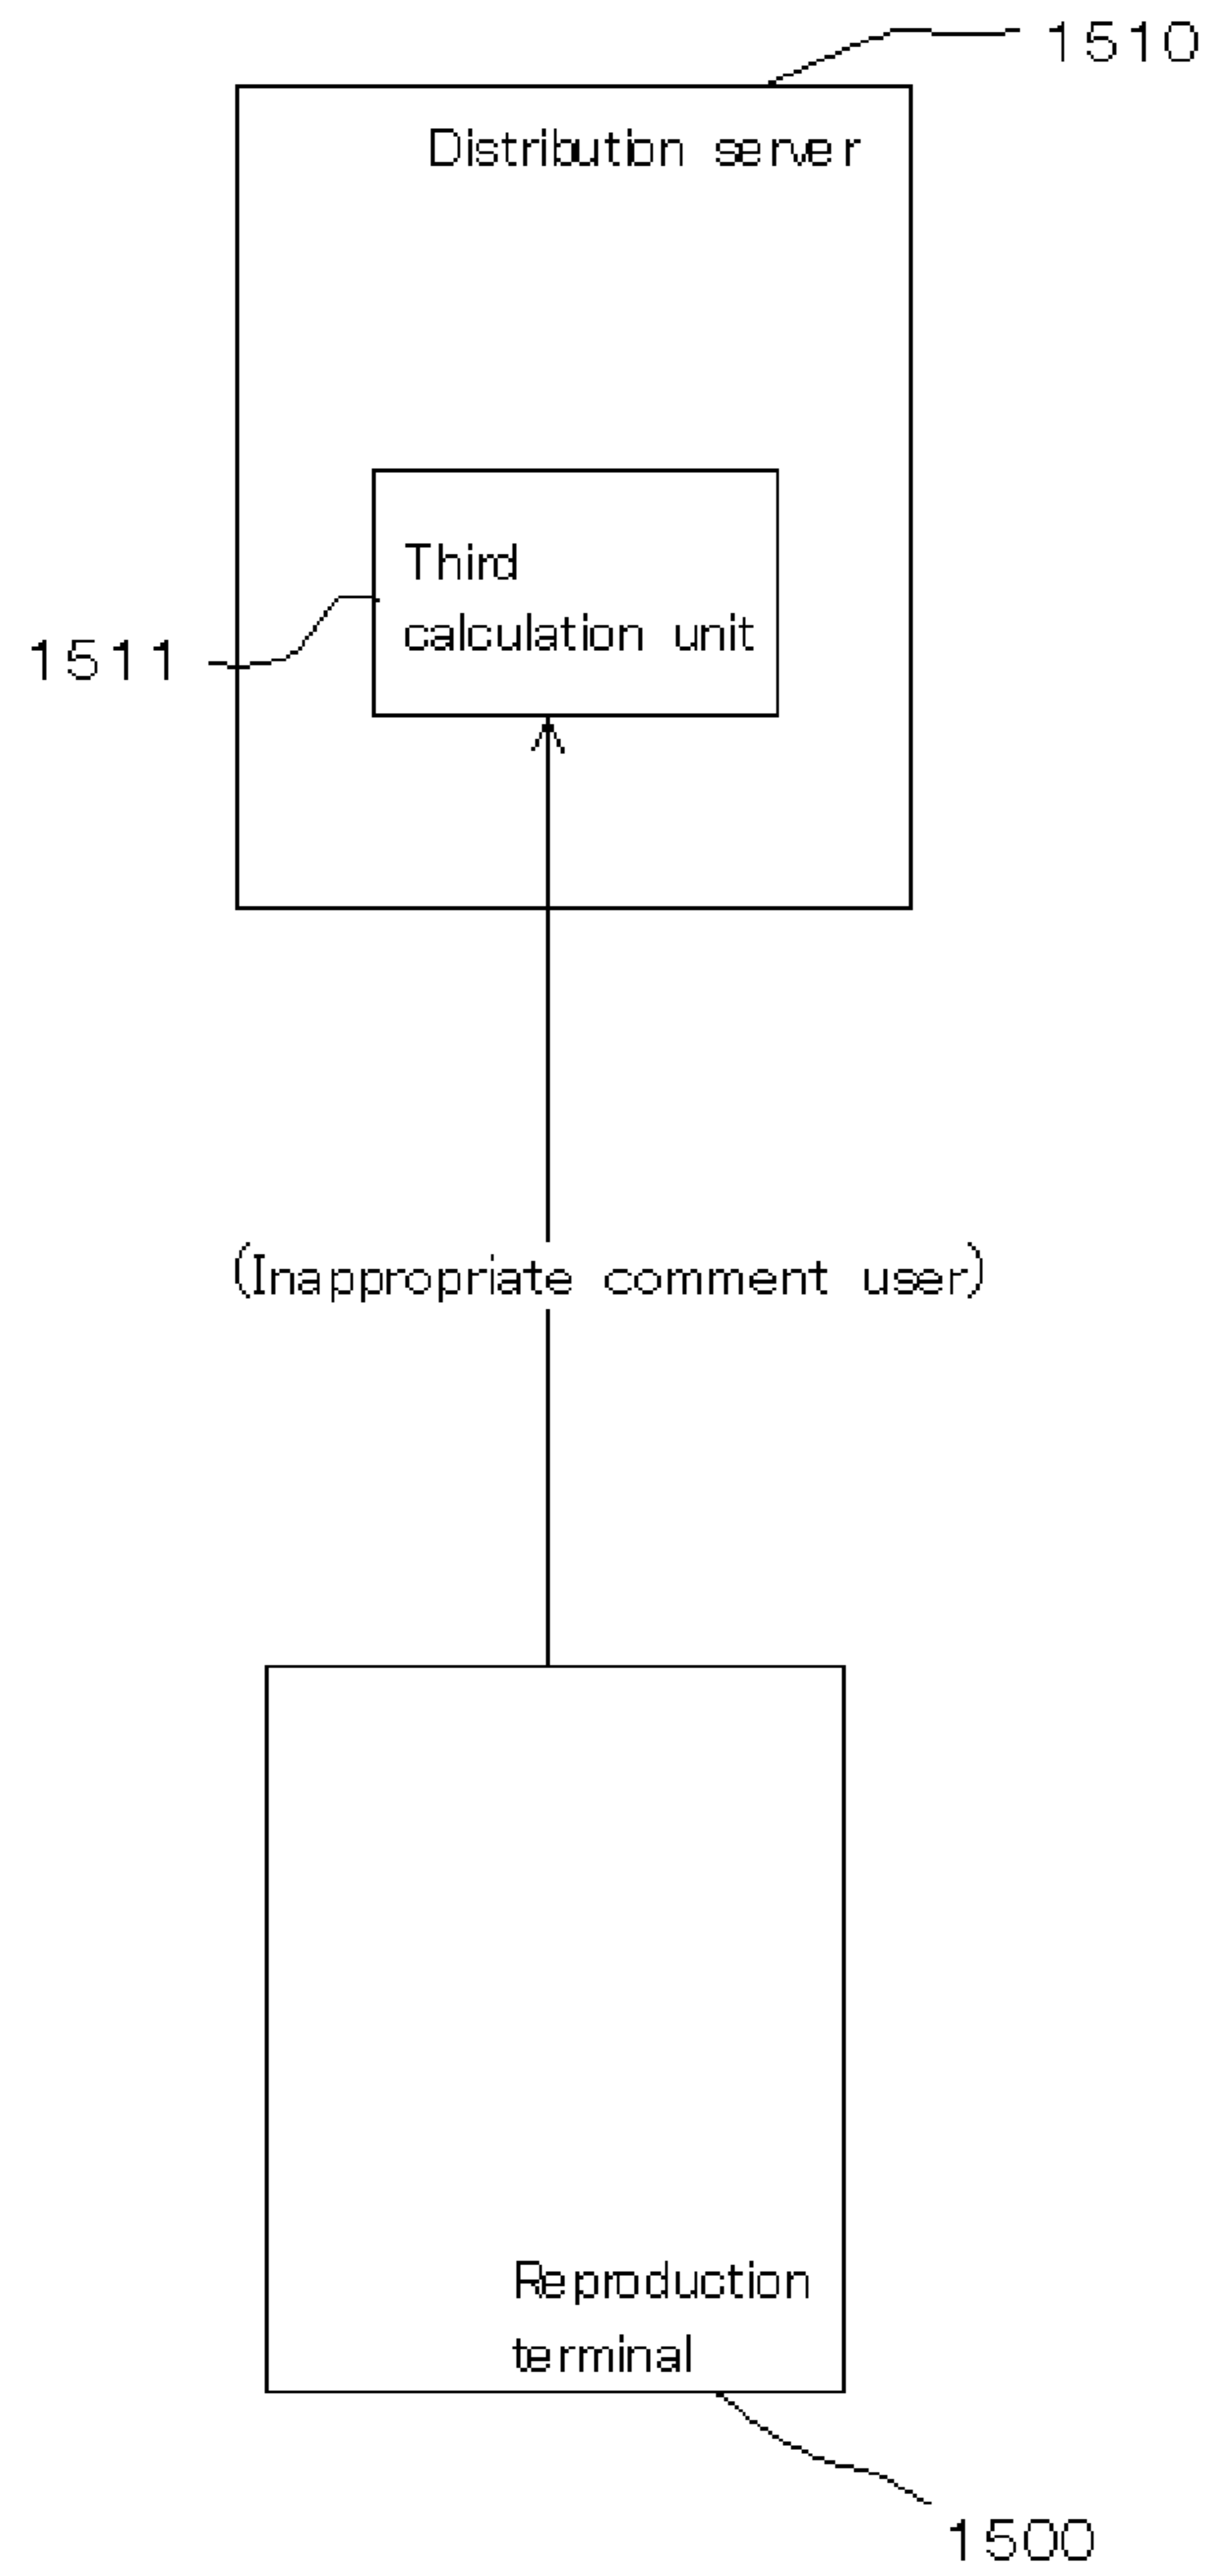 1510
Distribution server
Third
calculation unit
1511
(Inappropriate comment user)
Reproduction
terminal
1500